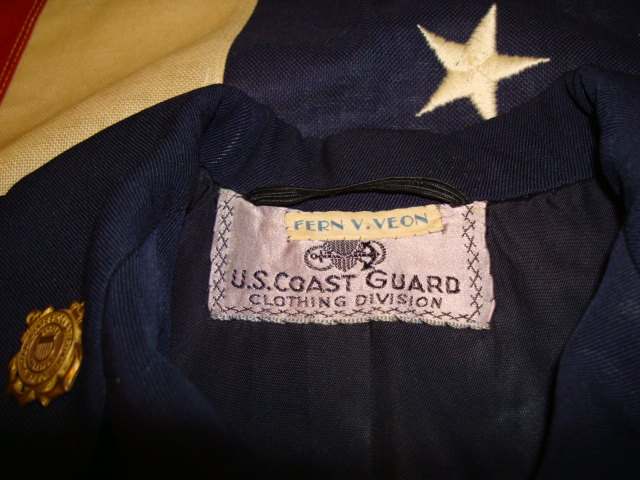 FERN V. VEON
U.S. COAST GUARD
CLOTHING DIVISION